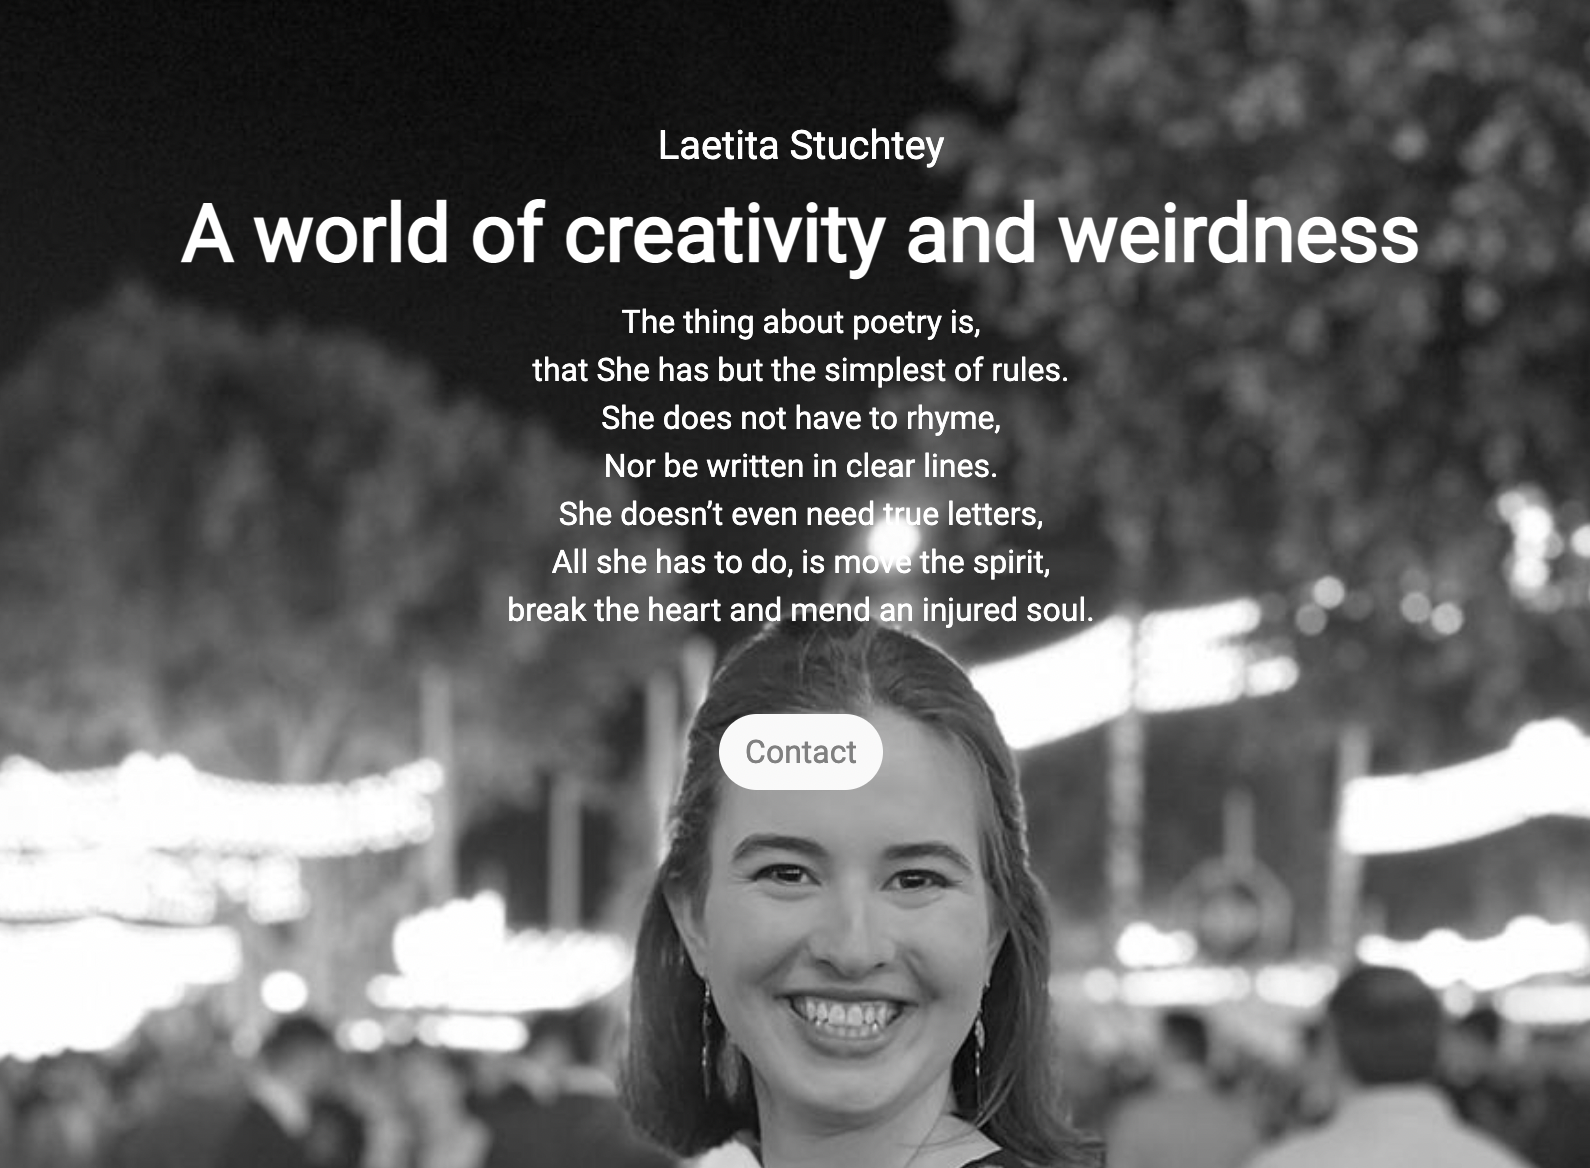 Laetita Stuchtey
A world of creativity and weirdness
The thing about poetry is,
that She has but the simplest of rules.
She does not have to rhyme,
Nor be written in clear lines.
She doesn’t even need true letters,
All she has to do, is move the spirit,
break the heart and mend an injured soul.
Contact